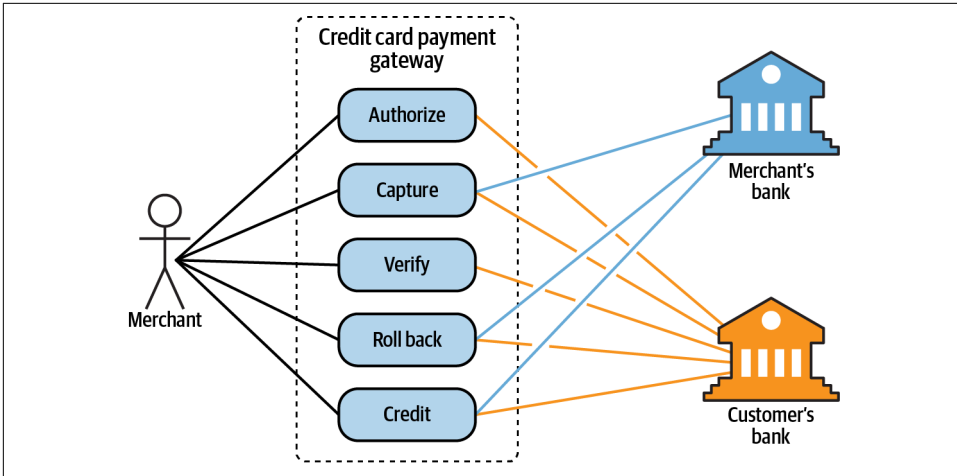 Credit card payment
gateway
Authorize
Capture
Verify
Roll back
Credit
Merchant
Merchant's
bank
Customer's
bank